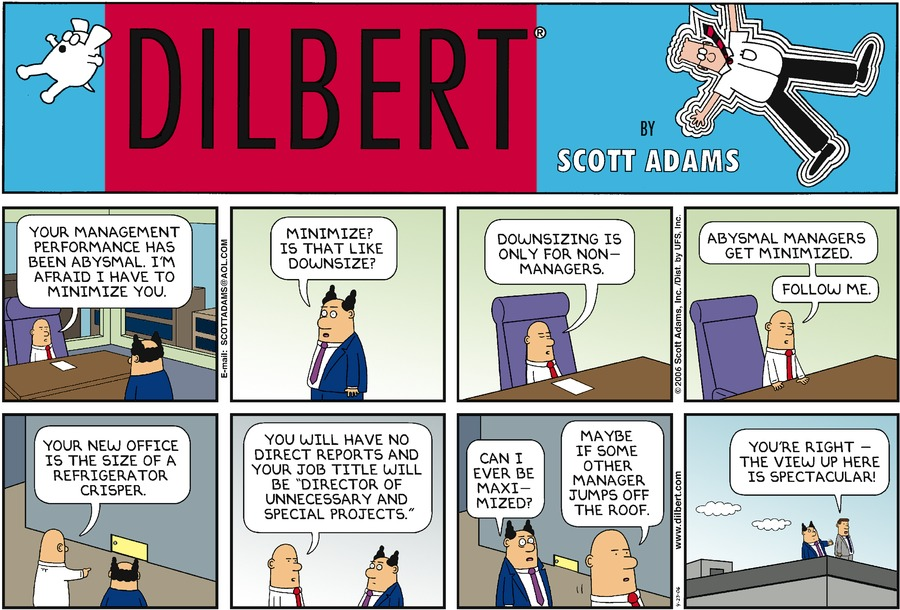 DILBERT®
BY
SCOTT ADAMS
YOUR MANAGEMENT
PERFORMANCE HAS
BEEN ABYSMAL. I'M
AFRAID I HAVE TO
MINIMIZE YOU.
E-mail: SCOTTADAMS@AOL.COM
MINIMIZE?
IS THAT LIKE
DOWNSIZE?
DOWNSIZING IS
ONLY FOR NON-
MANAGERS.
©2006 Scott Adams, Inc. /Dist. by UFS, Inc.
ABYSMAL MANAGERS
GET MINIMIZED.
FOLLOW ME.
YOUR NEW OFFICE
IS THE SIZE OF A
REFRIGERATOR
CRISPER.
YOU WILL HAVE NO
DIRECT REPORTS AND
YOUR JOB TITLE WILL
BE "DIRECTOR OF
UNNECESSARY AND
SPECIAL PROJECTS."
CAN I
EVER BE
MAXI-
MIZED?
MAYBE
IF SOME
OTHER
MANAGER
JUMPS OFF
THE ROOF.
www.dilbert.com
9-23-06
YOU'RE RIGHT –
THE VIEW UP HERE
IS SPECTACULAR!